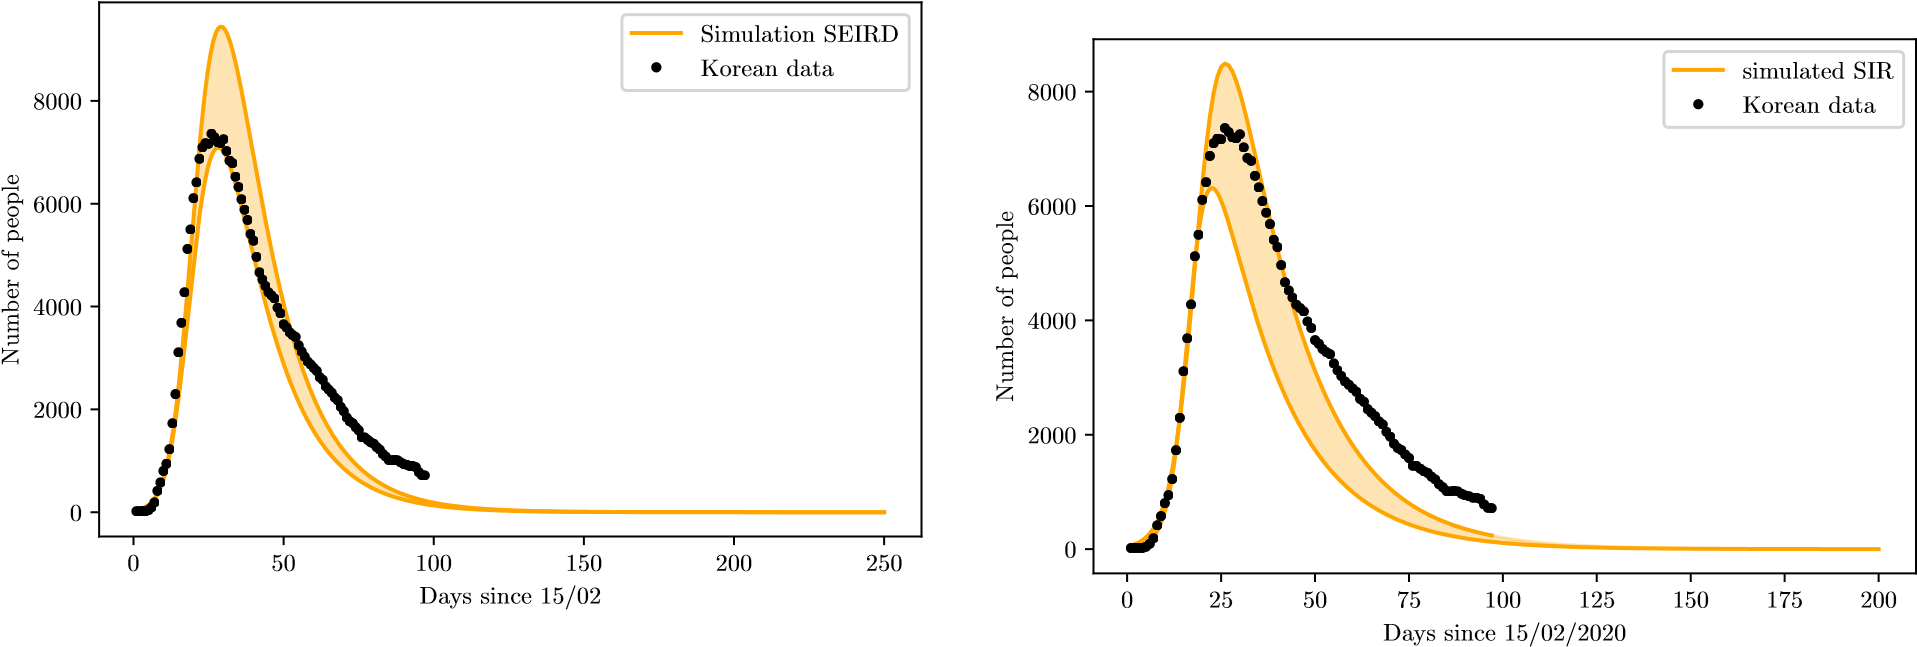 Simulation SEIRD
Korean data
8000
6000
4000
2000
0
Number of people
0 50 100 150 200 250
Days since 15/02
simulated SIR
Korean data
8000
6000
4000
2000
0
Number of people
0 25 50 75 100 125 150 175 200
Days since 15/02/2020